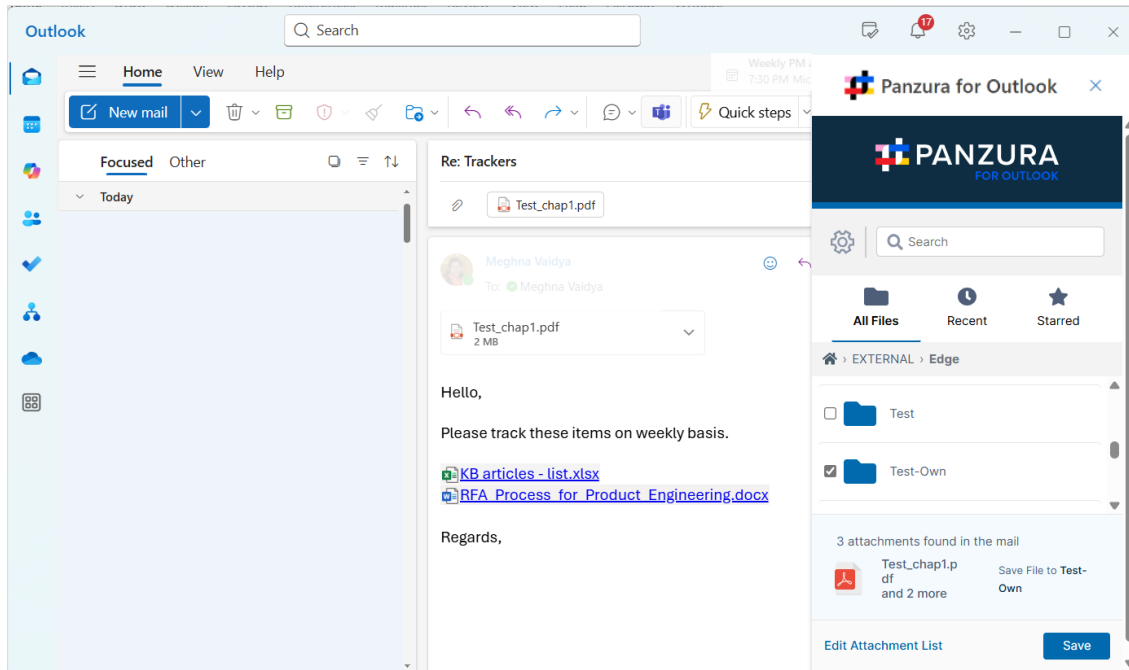 Outlook
Search
17
Home View Help
Weekly PM
7:30 PM Mic
New mail
Quick steps
Focused Other
Today
Re: Trackers
Test_chap1.pdf
Meghna Vaidya
To: Meghna Vaidya
Test_chap1.pdf
2 MB
Hello,
Please track these items on weekly basis.
KB articles - list.xlsx
RFA_Process_for_Product_Engineering.docx
Regards,
Panzura for Outlook
PANZURA
FOR OUTLOOK
Search
All Files Recent Starred
› EXTERNAL › Edge
Test
Test-Own
3 attachments found in the mail
Test_chap1.p
df
and 2 more
Save File to Test-
Own
Edit Attachment List
Save